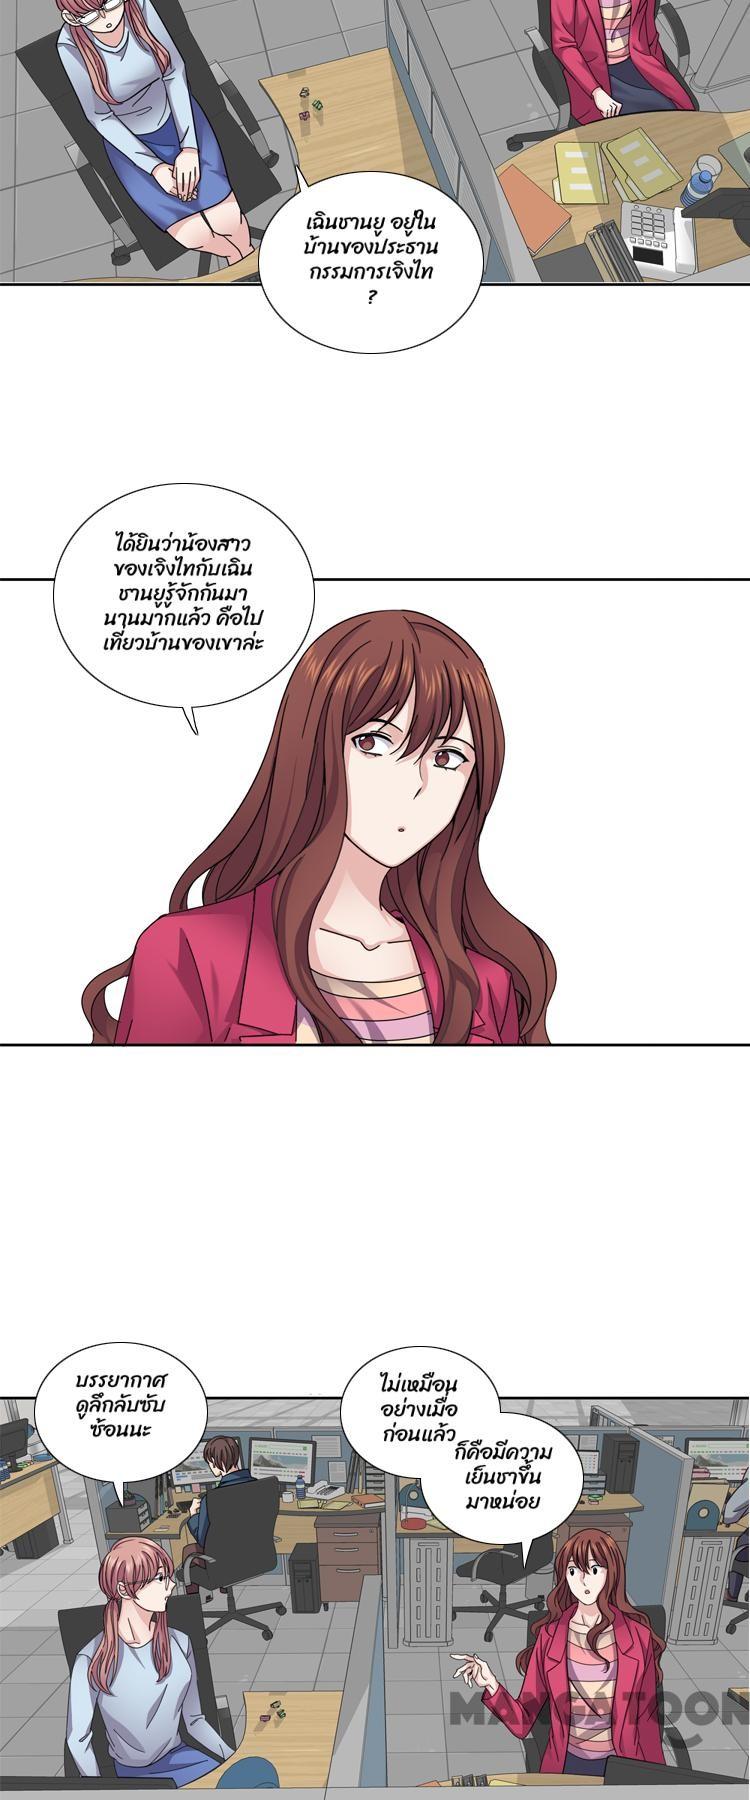 เฉินชานยู อยู่ใน
บ้านของประธาน
กรรมการเจิงไท
?
ได้ยินว่าน้องสาว
ของเจิงไทกับเฉิน
ชานยูรู้จักกันมา
นานมากแล้ว คือไป
เที่ยวบ้านของเขาล่ะ
บรรยากาศ
ดูลึกลับซับ
ซ้อนนะ
ไม่เหมือน
อย่างเมื่อ
ก่อนแล้ว
ก็คือมีความ
เย็นชาขึ้น
มาหน่อย
MANGATOON